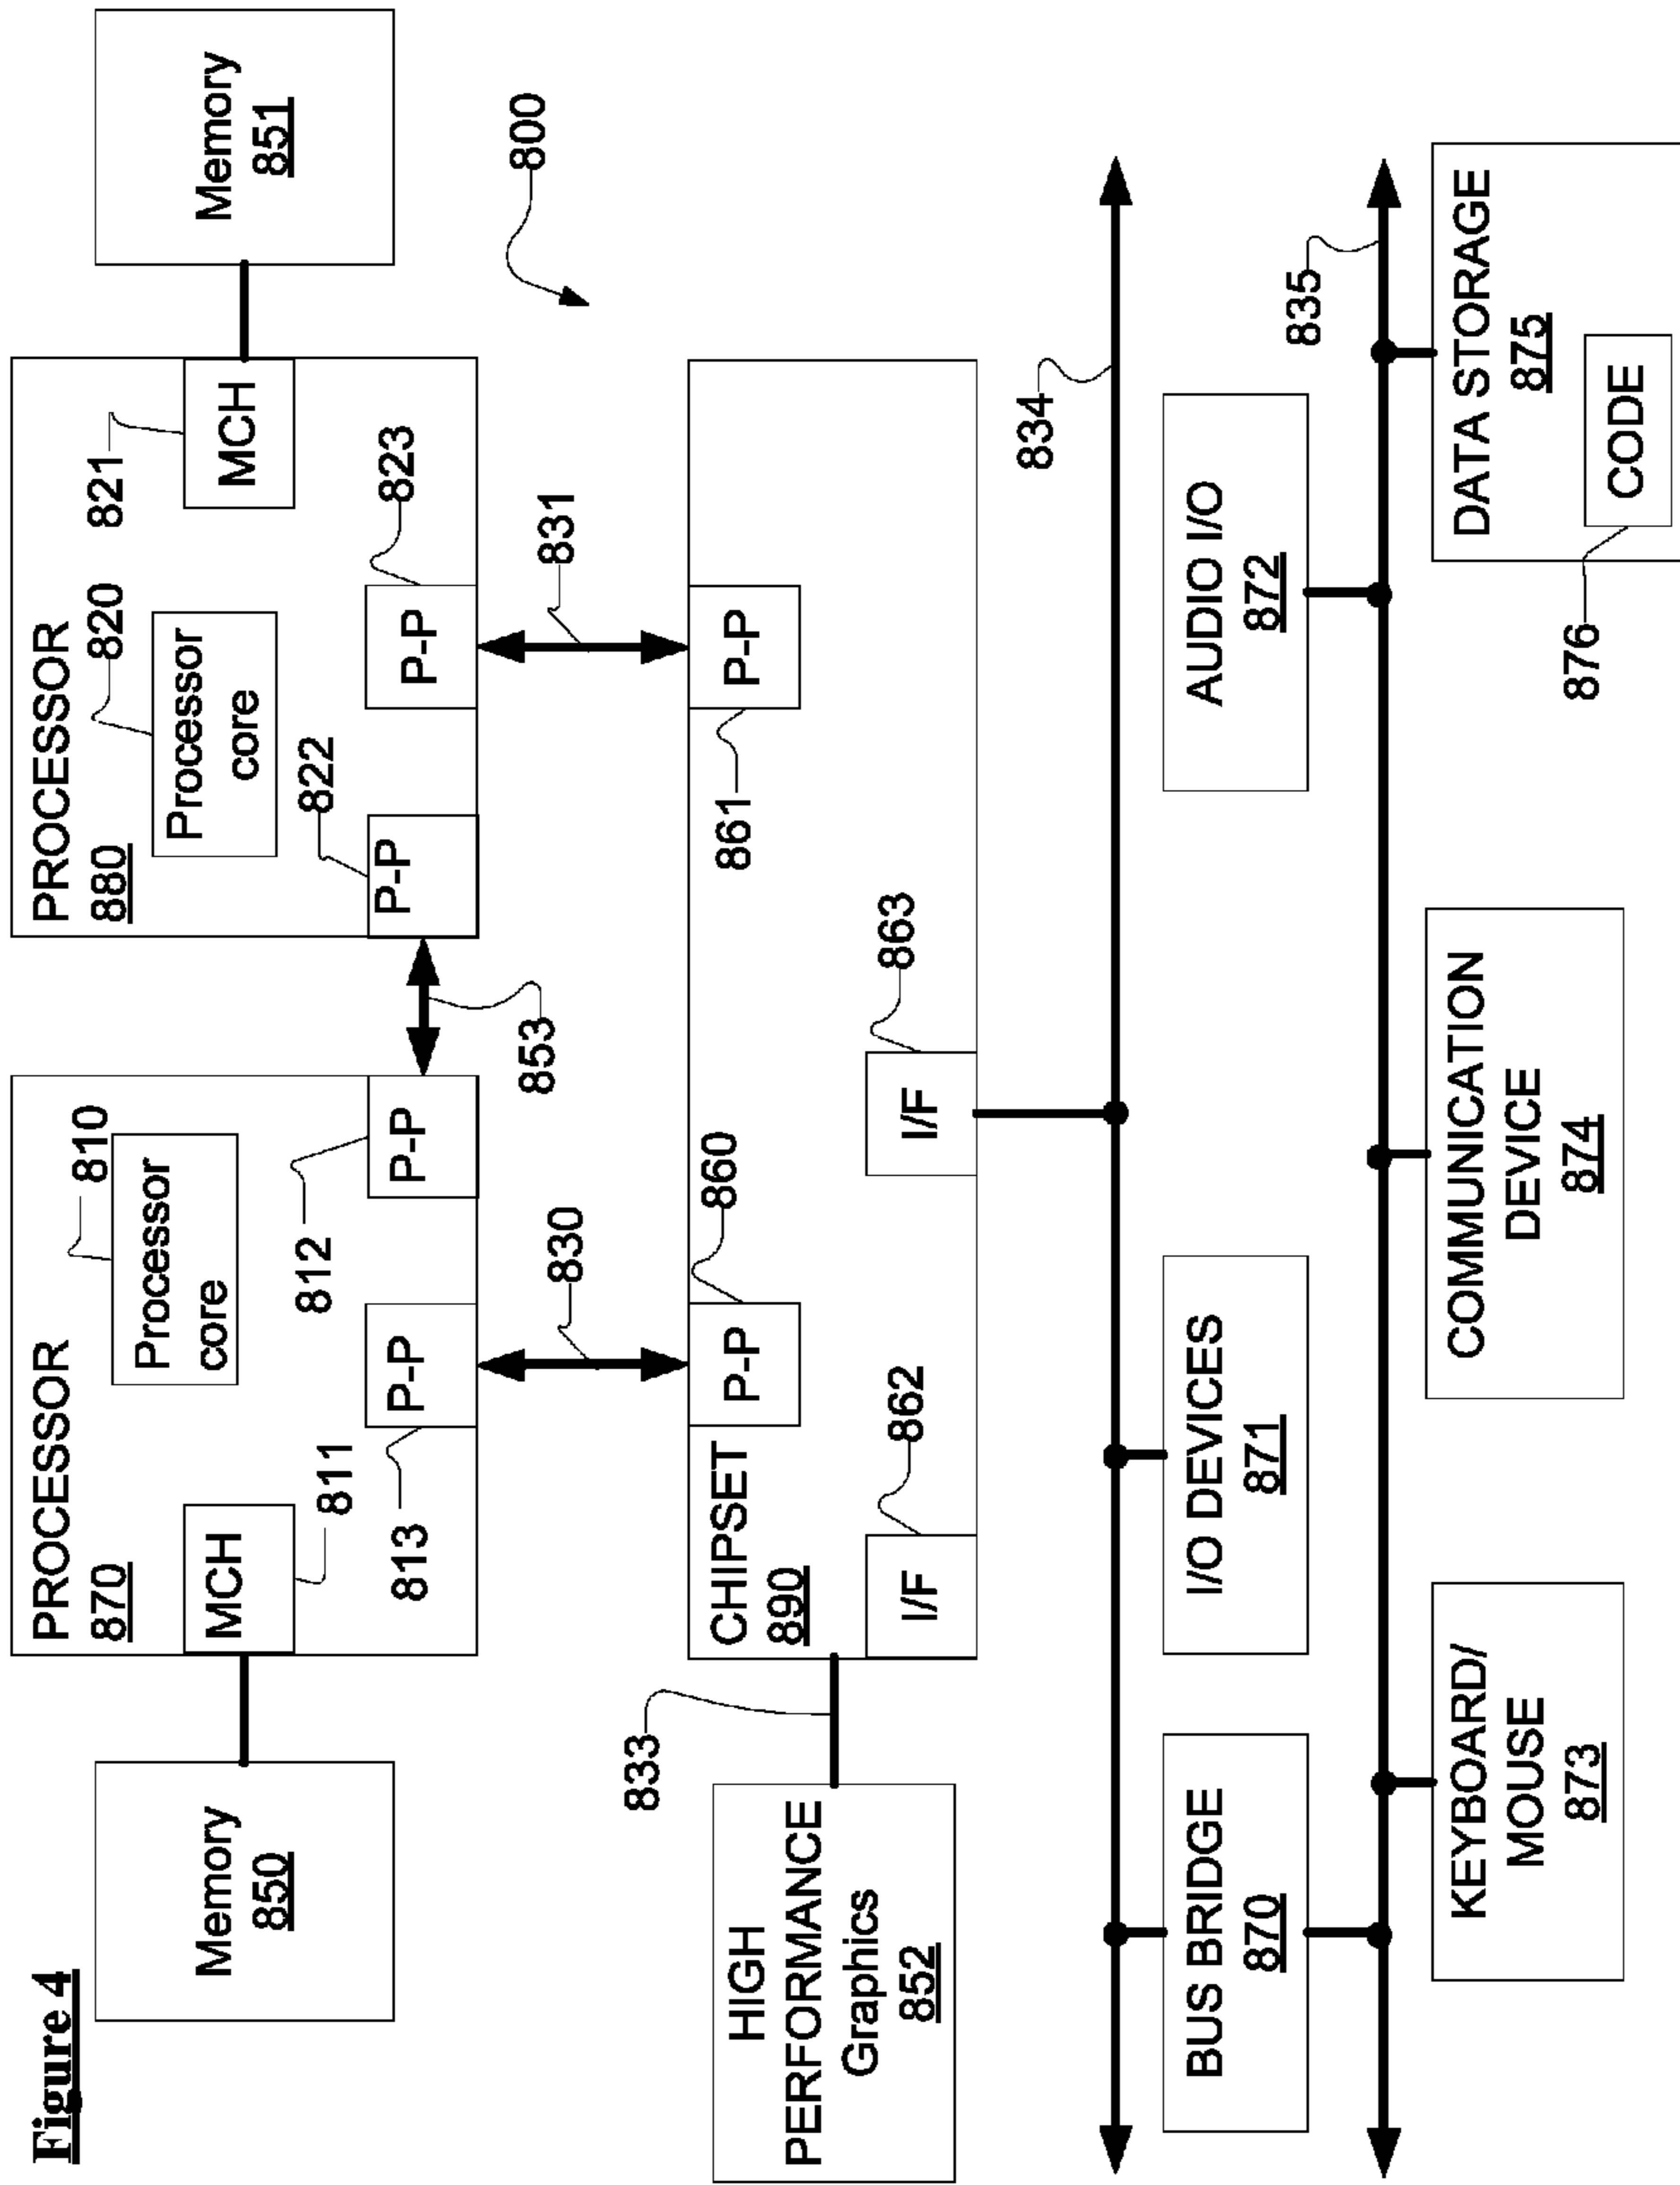 Figure 4
Memory
850
PROCESSOR
870
MCH
811
Processor
core
810
P-P
813
P-P
812
853
PROCESSOR
880
Processor
core
820
MCH
821
P-P
822
P-P
823
Memory
851
800
830
831
HIGH
PERFORMANCE
Graphics
852
833
CHIPSET
890
P-P
860
P-P
861
I/F
862
I/F
863
834
BUS BRIDGE
870
I/O DEVICES
871
AUDIO I/O
872
835
KEYBOARD/
MOUSE
873
COMMUNICATION
DEVICE
874
DATA STORAGE
875
CODE
876